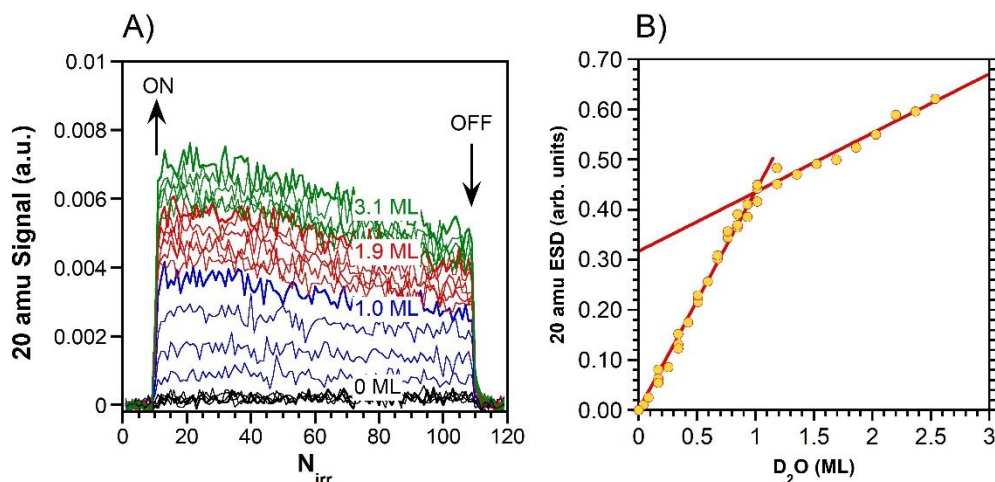 A)
20 amu Signal (a.u.)
0.01
0.008
0.006
0.004
0.002
0
ON
OFF
3.1 ML
1.9 ML
1.0 ML
0 ML
0 20 40 60 80 100 120
N_irr
B)
20 amu ESD (arb. units)
0.70
0.60
0.50
0.40
0.30
0.20
0.10
0.00
0 0.5 1 1.5 2 2.5 3
D₂O (ML)